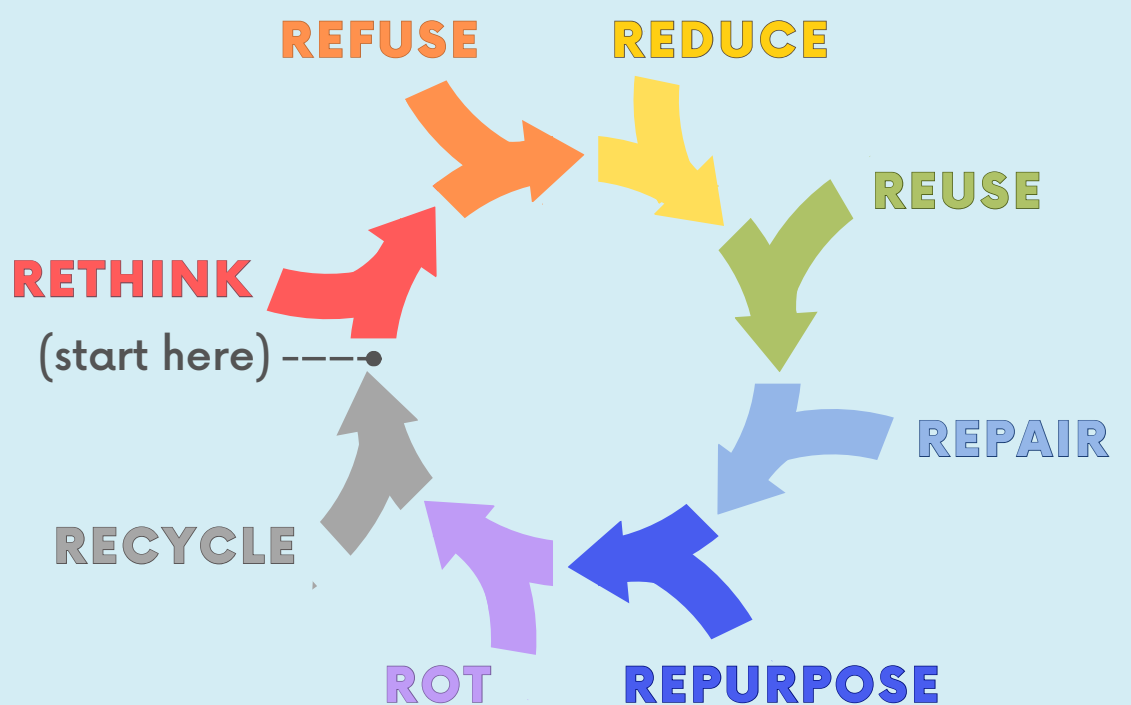 REFUSE
REDUCE
REUSE
RETHINK
(start here)
REPAIR
RECYCLE
ROT
REPURPOSE